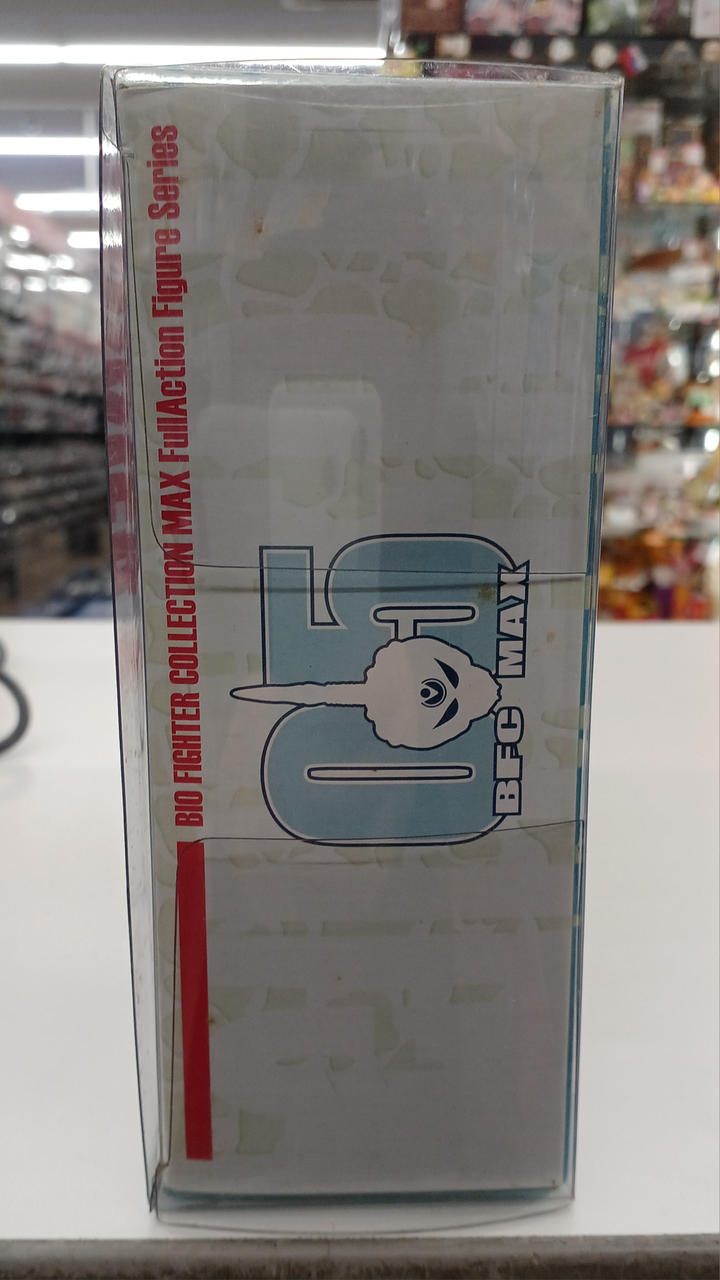 BIO FIGHTER COLLECTION MAX FullAction Figure Series
05
BFC MAX